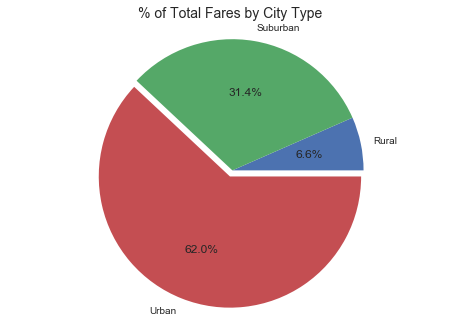 % of Total Fares by City Type
Suburban
31.4%
Rural
6.6%
62.0%
Urban